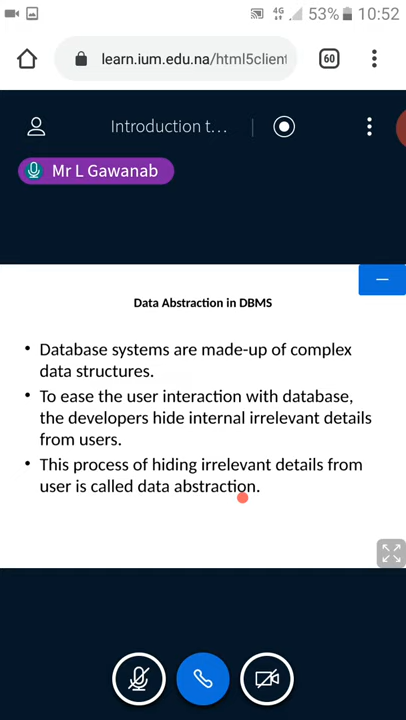 4G 53% 10:52
learn.ium.edu.na/html5client 60
Introduction t...
Mr L Gawanab
Data Abstraction in DBMS
• Database systems are made-up of complex
data structures.
• To ease the user interaction with database,
the developers hide internal irrelevant details
from users.
• This process of hiding irrelevant details from
user is called data abstraction.